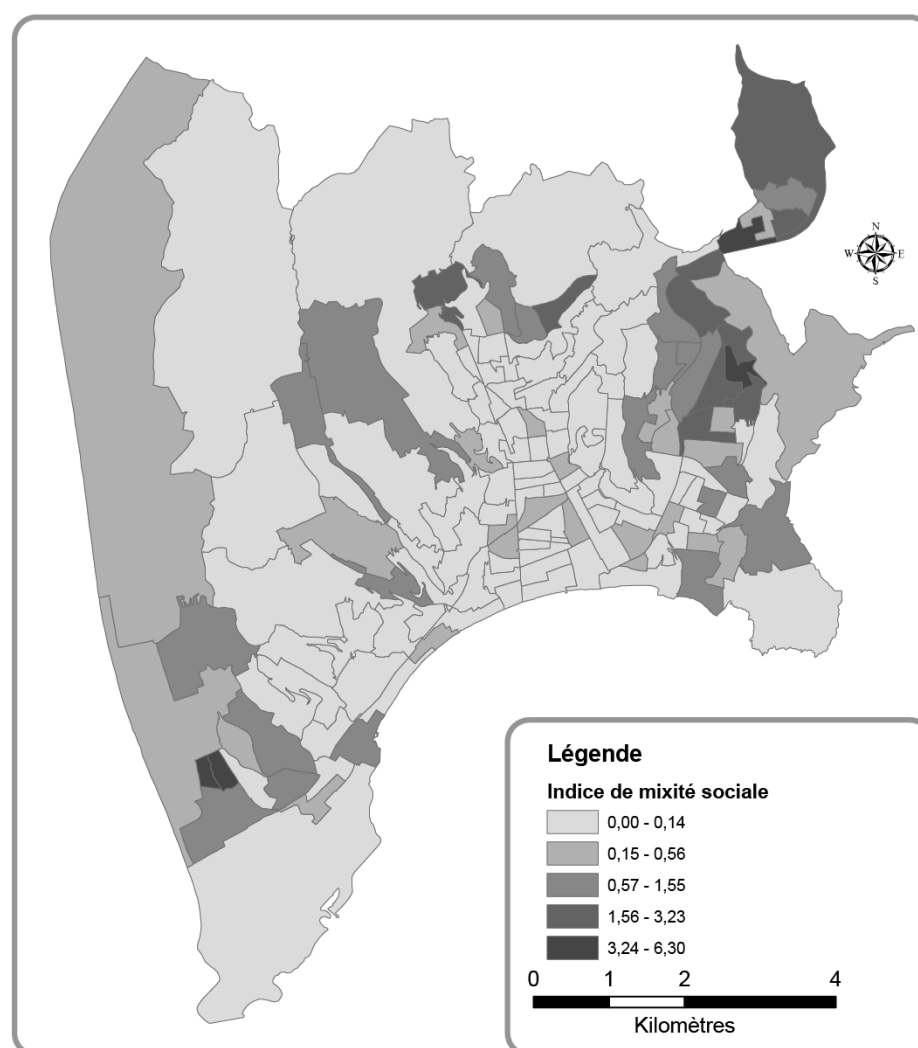 N
W E
S
Légende
Indice de mixité sociale
0,00 - 0,14
0,15 - 0,56
0,57 - 1,55
1,56 - 3,23
3,24 - 6,30
0 1 2 4
Kilomètres